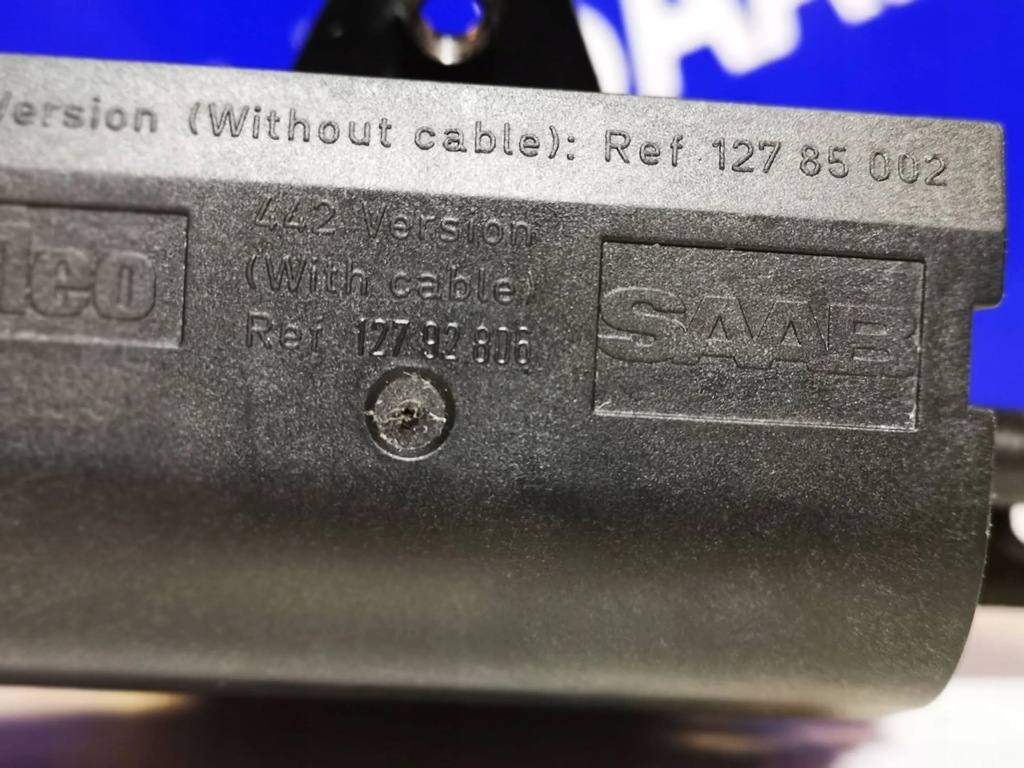 Version (Without cable): Ref 127 85 002
442 Version
(With cable)
Ref 127 92 806
SAAB